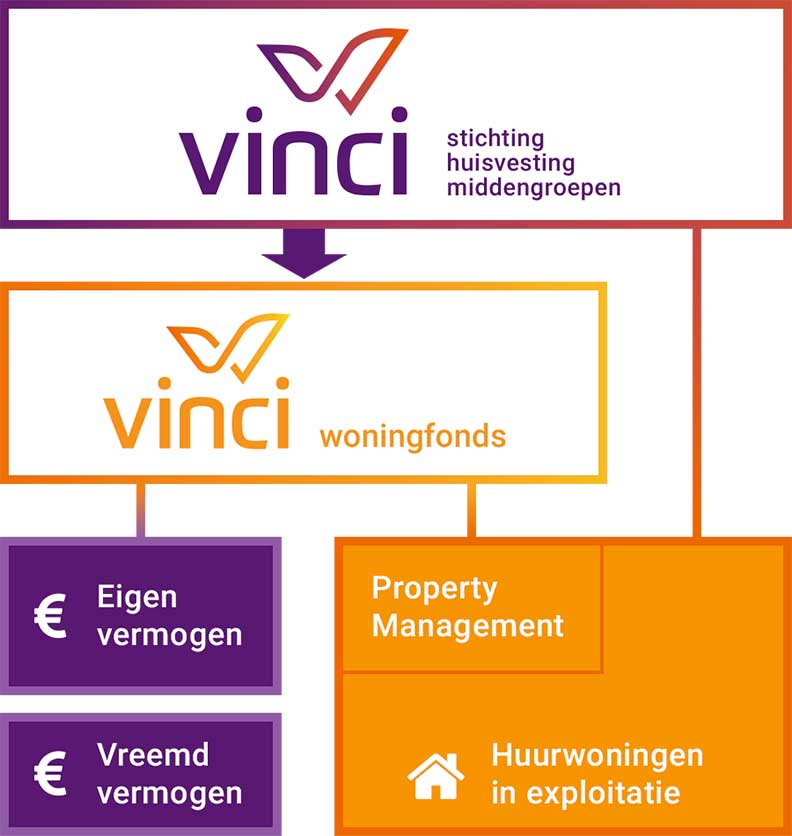 vinci
stichting
huisvesting
middengroepen
vinci
woningfonds
€
Eigen
vermogen
Property
Management
€
Vreemd
vermogen
Huurwoningen
in exploitatie